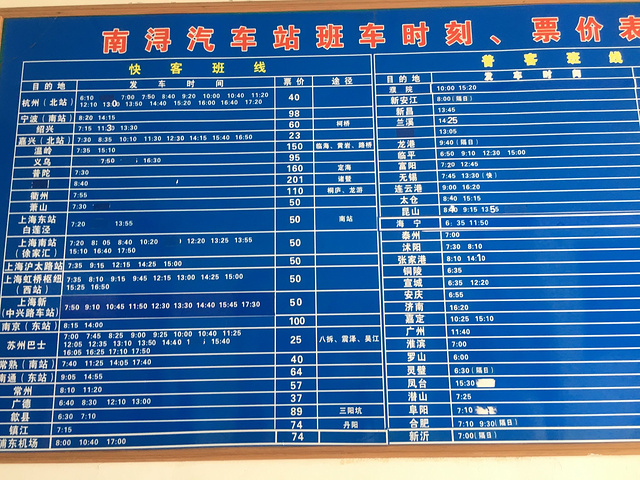 南浔汽车站班车时刻、票价表
快客班线
目的地 发车时间 票价 途径
杭州（北站） 6:10 7:00 7:50 8:40 9:20 10:00 10:40 11:20 40
12:10 13:00 13:50 14:40 15:20 16:00 16:40 17:20
宁波（南站） 8:20 14:15 98
绍兴 7:15 11:30 13:30 60 柯桥
嘉兴（北站） 7:30 8:35 10:10 11:30 12:30 14:15 15:40 16:50 23
温岭 7:35 15:10 150 临海、黄岩、路桥
义乌 7:50 16:30 95
普陀 7:30 160 定海
8:40 201 诸暨
衢州 7:55 110 桐庐、龙游
萧山 7:30 50
上海东站 白莲泾 7:20 13:55 50 南站
上海南站（徐家汇） 7:20 8:05 8:40 10:20 12:20 13:25 13:55 50
15:10 16:40 17:50
上海沪太路站 7:35 9:15 12:15 14:25 15:00 50
上海虹桥枢纽（西站） 7:35 8:10 9:15 9:45 12:15 13:00 14:25 15:00 50
15:25 16:50
上海新（中兴路车站） 7:50 9:10 10:45 11:50 12:30 13:30 14:40 15:45 17:30 50
南京（东站） 8:15 14:00 100
苏州巴士 7:00 7:45 8:25 9:00 9:25 10:00 10:40 11:25 25 八拆、震泽、吴江
12:05 12:35 13:10 13:50 14:40 15:40
16:05 16:25 17:10 17:50
常熟（南站） 7:40 11:25 14:05 17:40 40
南通（东站） 9:05 14:55 64
常州 8:10 11:20 57
广德 6:40 8:30 12:10 13:00 37
歙县 6:30 7:10 89 三阳坑
镇江 7:15 74 丹阳
浦东机场 8:00 10:40 17:00 74
普客班线
目的地 发车时间
濮院 10:00 15:20
新安江 8:00（隔日）
新昌 13:45
兰溪 14:25
13:05
龙港 9:40（隔日）
临平 6:50 9:10 12:30 15:00
富阳 7:20 12:45
无锡 7:45 13:30（快）
连云港 9:00 16:20
太仓 8:40 15:15
昆山 8:40 9:15 13:55
海宁 6:35 11:50
泰州 7:00
沭阳 7:30 8:10
张家港 8:10 14:10
铜陵 6:35
宣城 6:35 12:20
安庆 6:55
济南 16:20
嘉定 10:25 15:10
广州 11:40
淮滨 7:00
罗山 6:00
灵璧 6:30（隔日）
凤台 15:30
潜山 7:25
阜阳 7:10
合肥 7:10 9:30（隔日）
新沂 7:00（隔日）